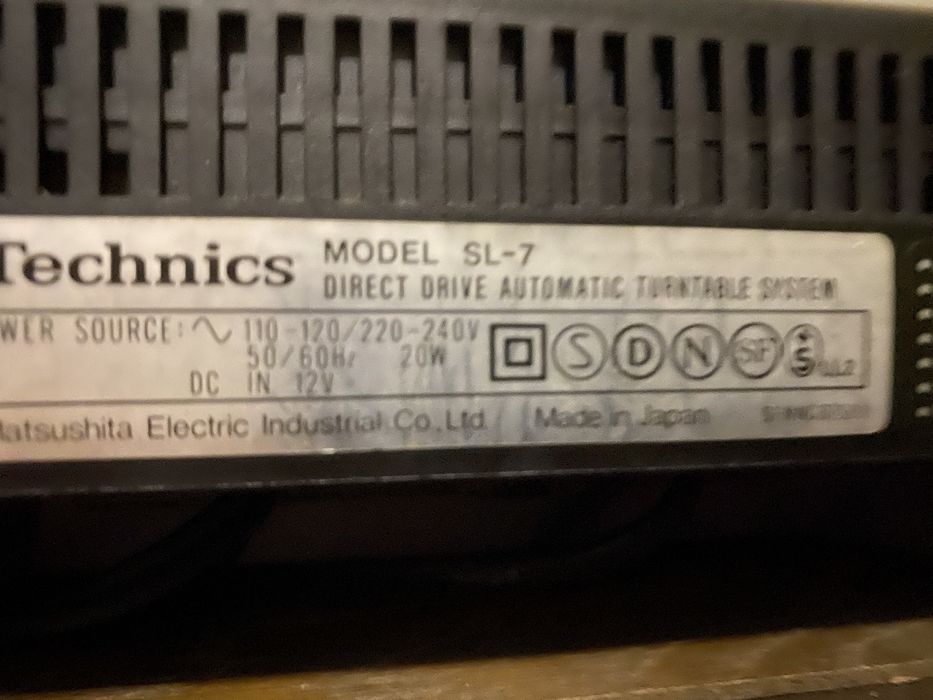 Technics MODEL SL-7
DIRECT DRIVE AUTOMATIC TURNTABLE SYSTEM
WER SOURCE: ∿ 110-120/220-240V
50/60Hz 20W
DC IN 12V
S D N SF S
atsushita Electric Industrial Co.,Ltd. Made in Japan